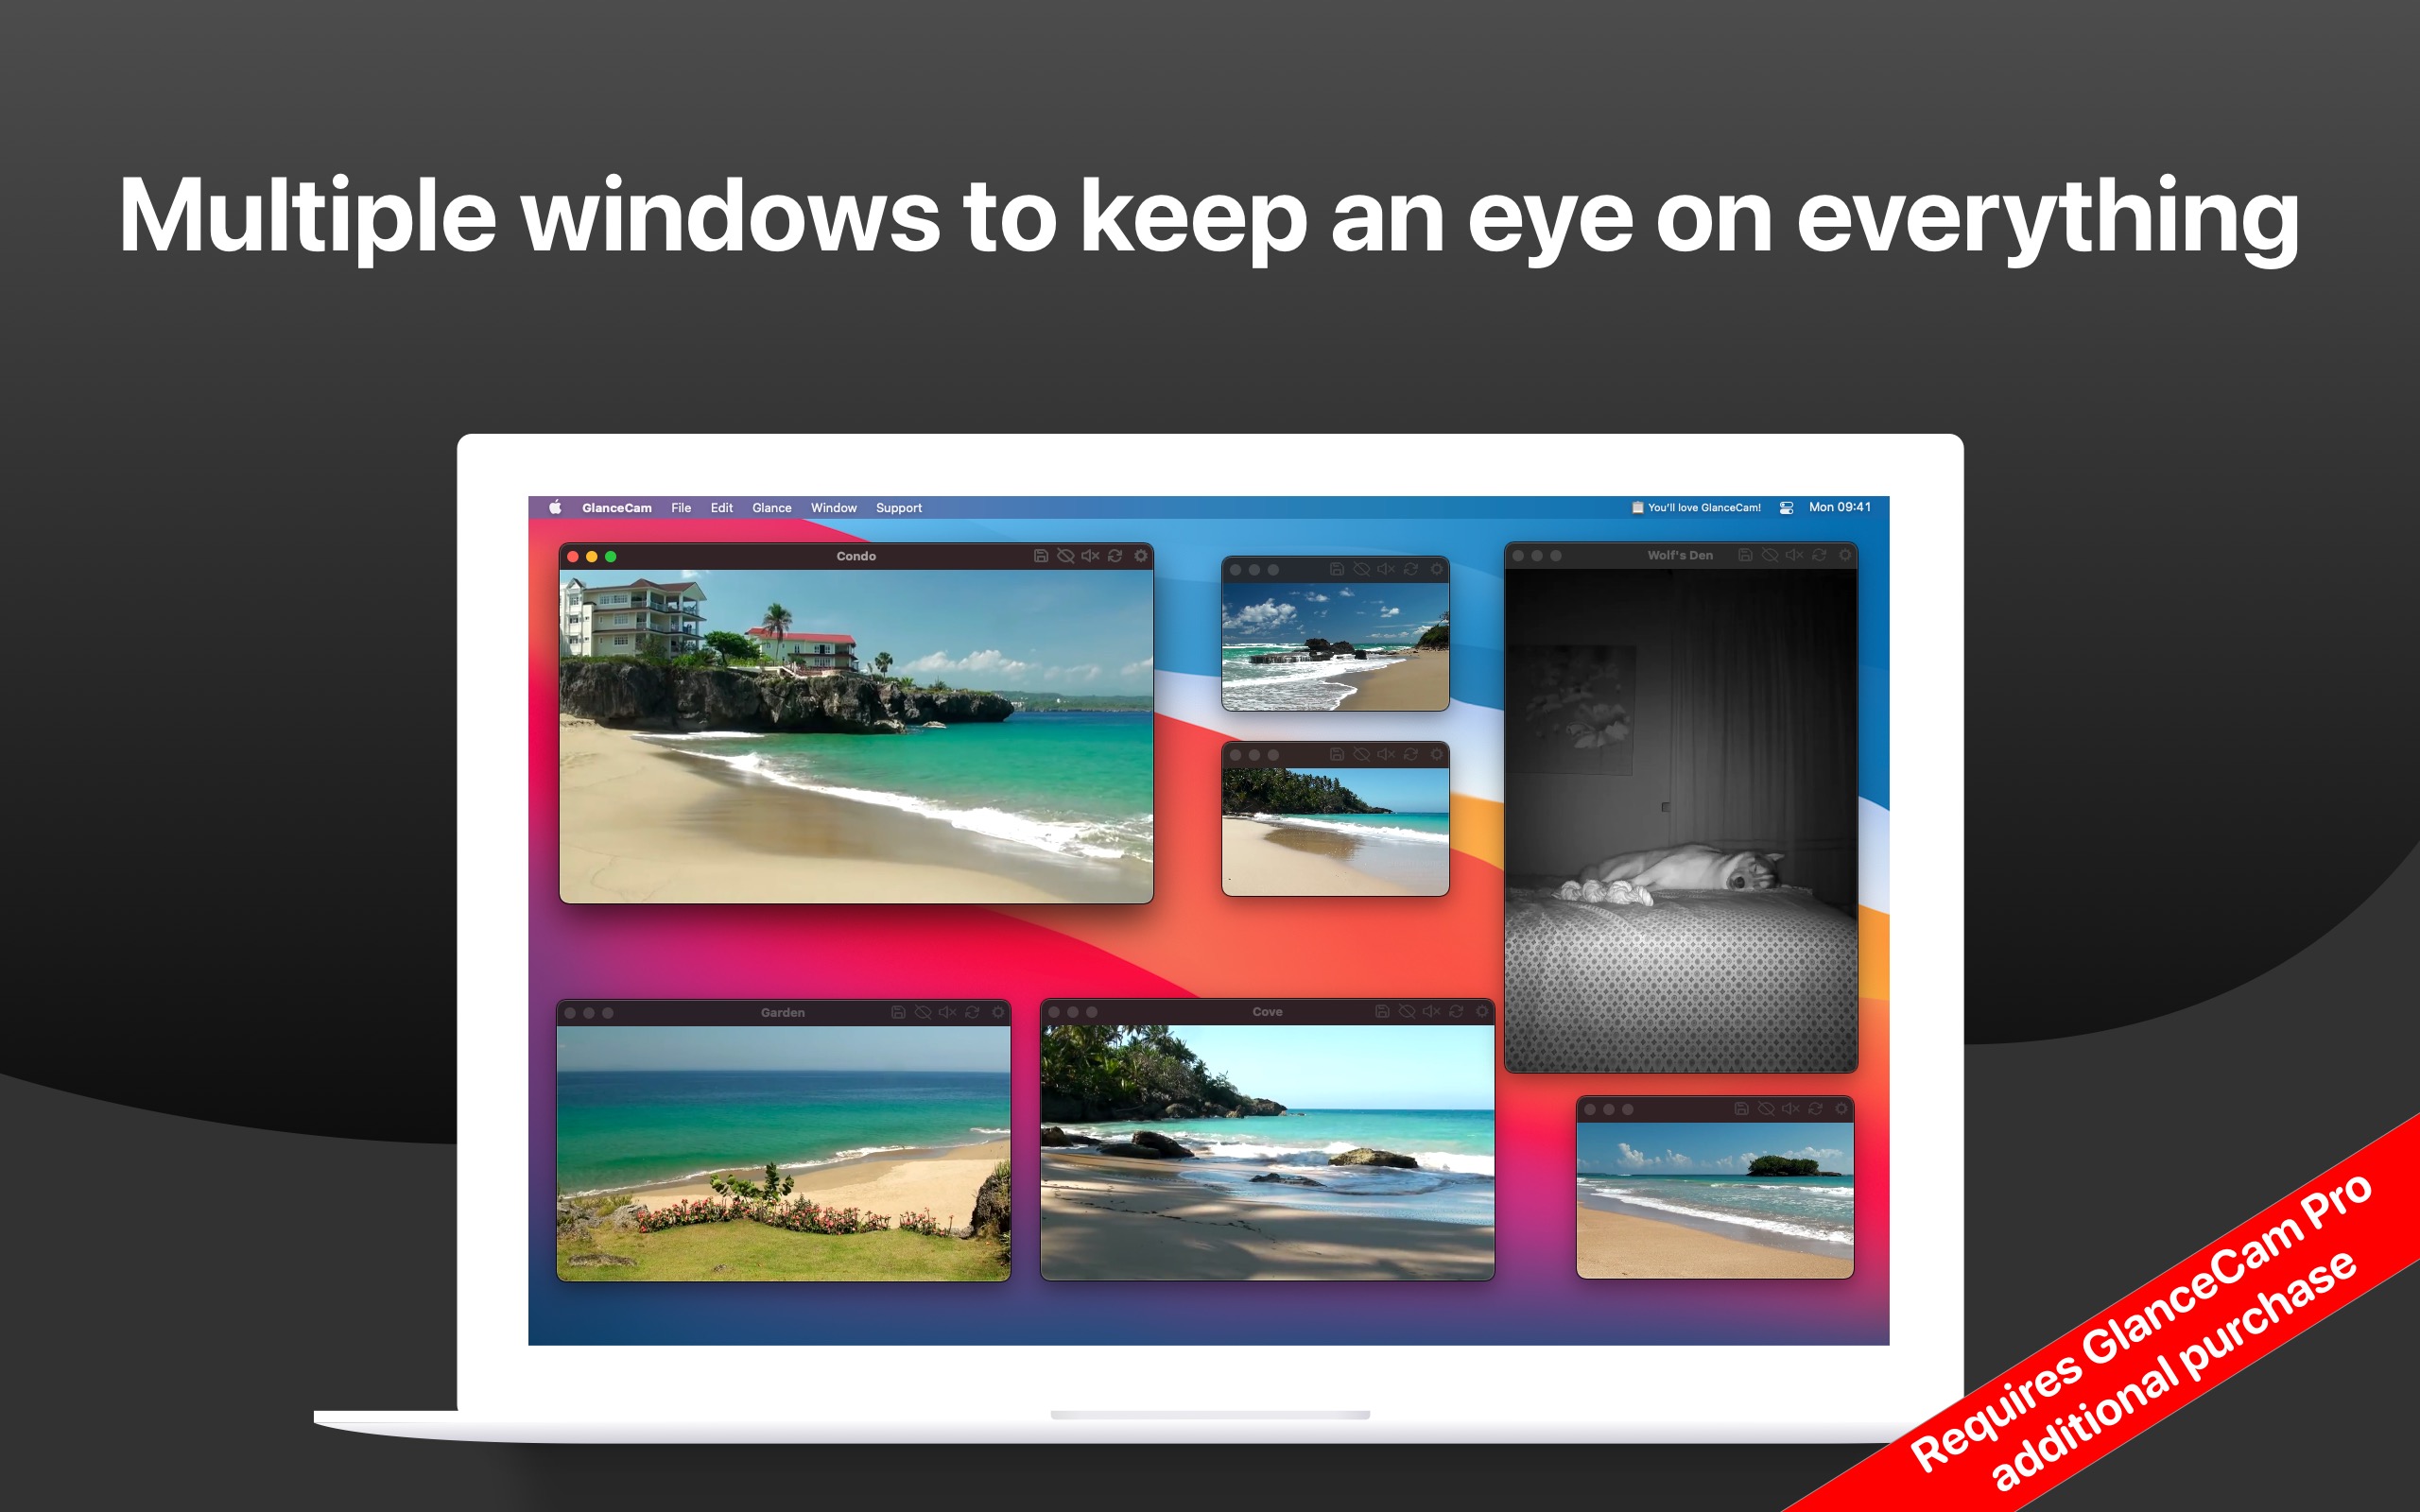 Multiple windows to keep an eye on everything
GlanceCam File Edit Glance Window Support
You'll love GlanceCam! Mon 09:41
Condo
Wolf's Den
Garden
Cove
Requires GlanceCam Pro
additional purchase